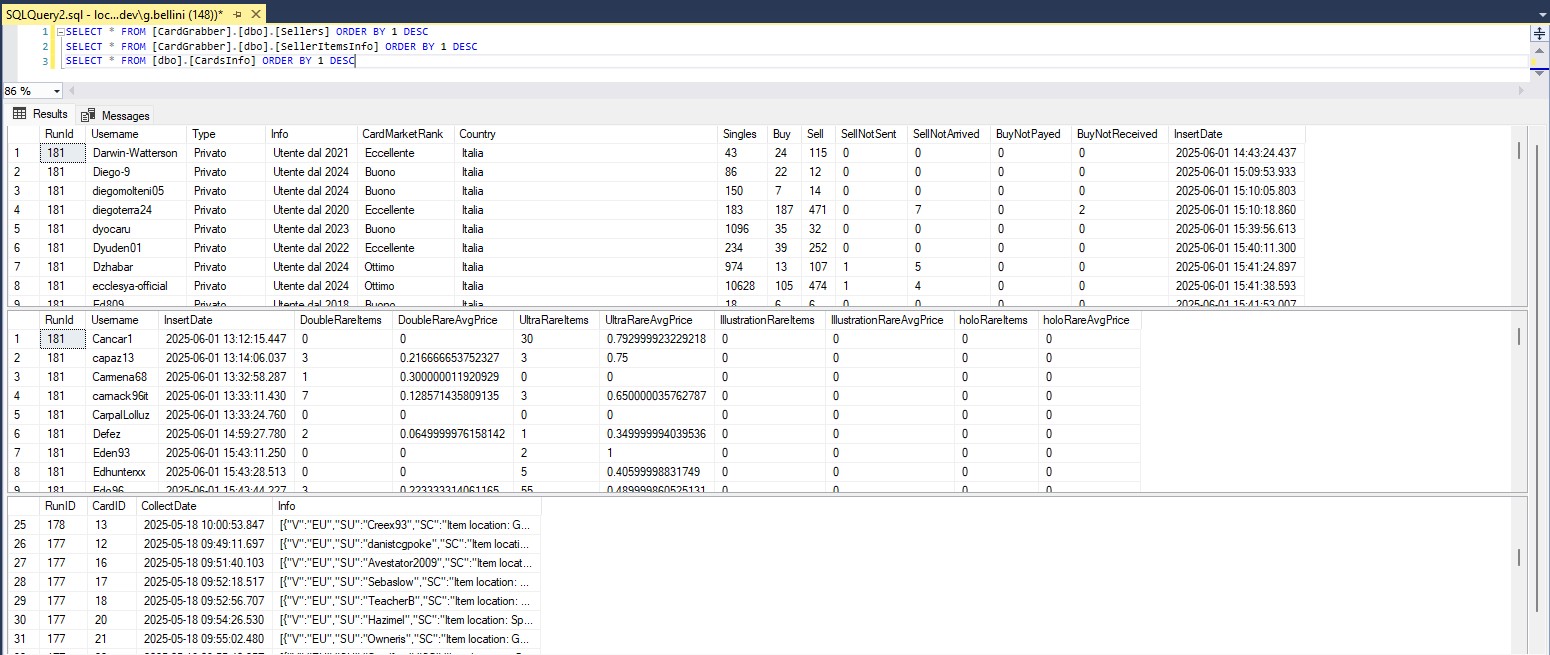 SQLQuery2.sql - loc...dev\g.bellini (148))*
1 SELECT * FROM [CardGrabber].[dbo].[Sellers] ORDER BY 1 DESC
2 SELECT * FROM [CardGrabber].[dbo].[SellerItemsInfo] ORDER BY 1 DESC
3 SELECT * FROM [dbo].[CardsInfo] ORDER BY 1 DESC
86 %
Results Messages
RunId Username Type Info CardMarketRank Country Singles Buy Sell SellNotSent SellNotArrived BuyNotPayed BuyNotReceived InsertDate
1 181 Darwin-Watterson Privato Utente dal 2021 Eccellente Italia 43 24 115 0 0 0 0 2025-06-01 14:43:24.437
2 181 Diego-9 Privato Utente dal 2024 Buono Italia 86 22 12 0 0 0 0 2025-06-01 15:09:53.933
3 181 diegomolteni05 Privato Utente dal 2024 Buono Italia 150 7 14 0 0 0 0 2025-06-01 15:10:05.803
4 181 diegoterra24 Privato Utente dal 2020 Eccellente Italia 183 187 471 0 7 0 2 2025-06-01 15:10:18.860
5 181 dyocaru Privato Utente dal 2023 Buono Italia 1096 35 32 0 0 0 0 2025-06-01 15:39:56.613
6 181 Dyuden01 Privato Utente dal 2022 Eccellente Italia 234 39 252 0 0 0 0 2025-06-01 15:40:11.300
7 181 Dzhabar Privato Utente dal 2024 Ottimo Italia 974 13 107 1 5 0 0 2025-06-01 15:41:24.897
8 181 ecclesya-official Privato Utente dal 2024 Ottimo Italia 10628 105 474 1 4 0 0 2025-06-01 15:41:38.593
9 181 Ed809 Privato Utente dal 2018 Buono Italia 18 6 6 0 0 0 0 2025-06-01 15:41:53.007
RunId Username InsertDate DoubleRareItems DoubleRareAvgPrice UltraRareItems UltraRareAvgPrice IllustrationRareItems IllustrationRareAvgPrice holoRareItems holoRareAvgPrice
1 181 Cancar1 2025-06-01 13:12:15.447 0 0 30 0.792999923229218 0 0 0 0
2 181 capaz13 2025-06-01 13:14:06.037 3 0.216666653752327 3 0.75 0 0 0 0
3 181 Carmena68 2025-06-01 13:32:58.287 1 0.300000011920929 0 0 0 0 0 0
4 181 carnack96it 2025-06-01 13:33:11.430 7 0.128571435809135 3 0.650000035762787 0 0 0 0
5 181 CarpalLolluz 2025-06-01 13:33:24.760 0 0 0 0 0 0 0 0
6 181 Defez 2025-06-01 14:59:27.780 2 0.0649999976158142 1 0.349999994039536 0 0 0 0
7 181 Eden93 2025-06-01 15:43:11.250 0 0 2 1 0 0 0 0
8 181 Edhunterxx 2025-06-01 15:43:28.513 0 0 5 0.40599998831749 0 0 0 0
9 181 Edo96 2025-06-01 15:43:44.227 3 0.223333314061165 55 0.489999860525131 0 0 0 0
RunID CardID CollectDate Info
25 178 13 2025-05-18 10:00:53.847 [{"V":"EU","SU":"Creex93","SC":"Item location: G...
26 177 12 2025-05-18 09:49:11.697 [{"V":"EU","SU":"danistcgpoke","SC":"Item locati...
27 177 16 2025-05-18 09:51:40.103 [{"V":"EU","SU":"Avestator2009","SC":"Item locat...
28 177 17 2025-05-18 09:52:18.517 [{"V":"EU","SU":"Sebaslow","SC":"Item location: ...
29 177 18 2025-05-18 09:52:56.707 [{"V":"EU","SU":"TeacherB","SC":"Item location: ...
30 177 20 2025-05-18 09:54:26.530 [{"V":"EU","SU":"Hazimel","SC":"Item location: Sp...
31 177 21 2025-05-18 09:55:02.480 [{"V":"EU","SU":"Owneris","SC":"Item location: G...